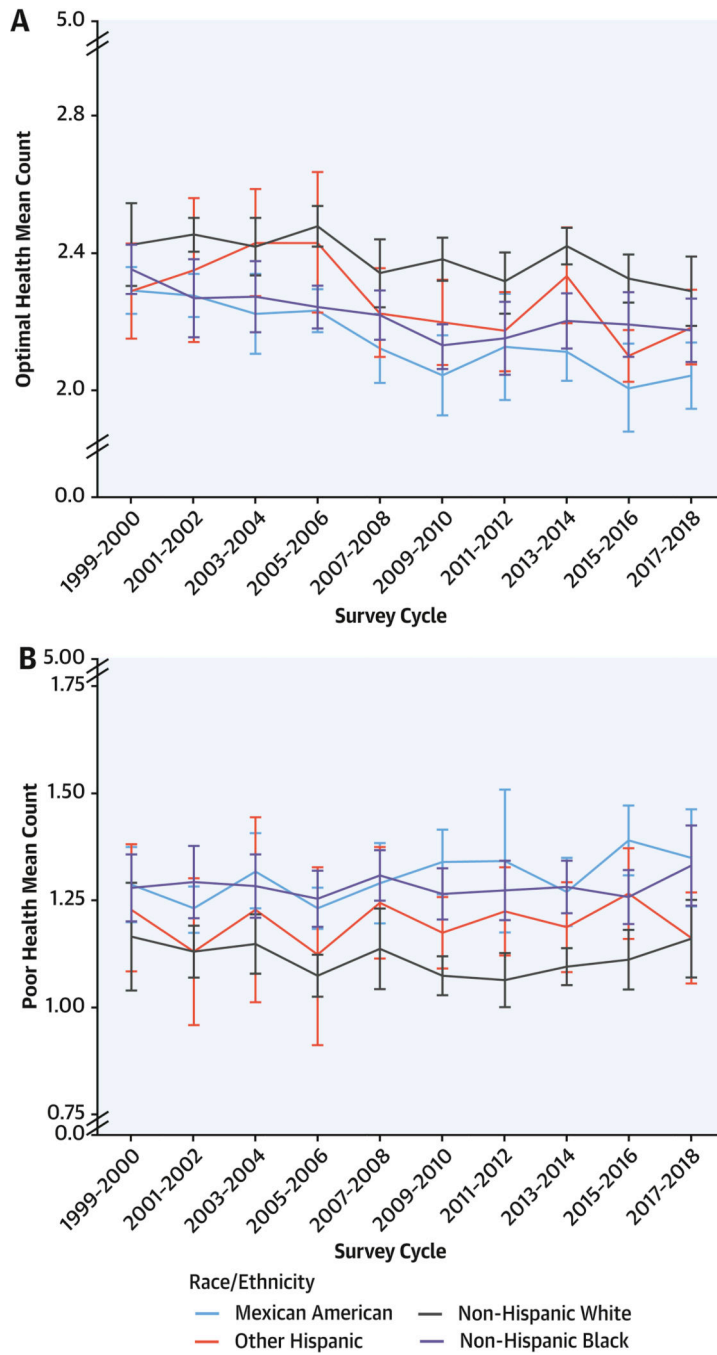 A
5.0
2.8
2.4
2.0
0.0
Optimal Health Mean Count
1999-2000
2001-2002
2003-2004
2005-2006
2007-2008
2009-2010
2011-2012
2013-2014
2015-2016
2017-2018
Survey Cycle
B
5.00
1.75
1.50
1.25
1.00
0.75
0.0
Poor Health Mean Count
1999-2000
2001-2002
2003-2004
2005-2006
2007-2008
2009-2010
2011-2012
2013-2014
2015-2016
2017-2018
Survey Cycle
Race/Ethnicity
Mexican American
Non-Hispanic White
Other Hispanic
Non-Hispanic Black